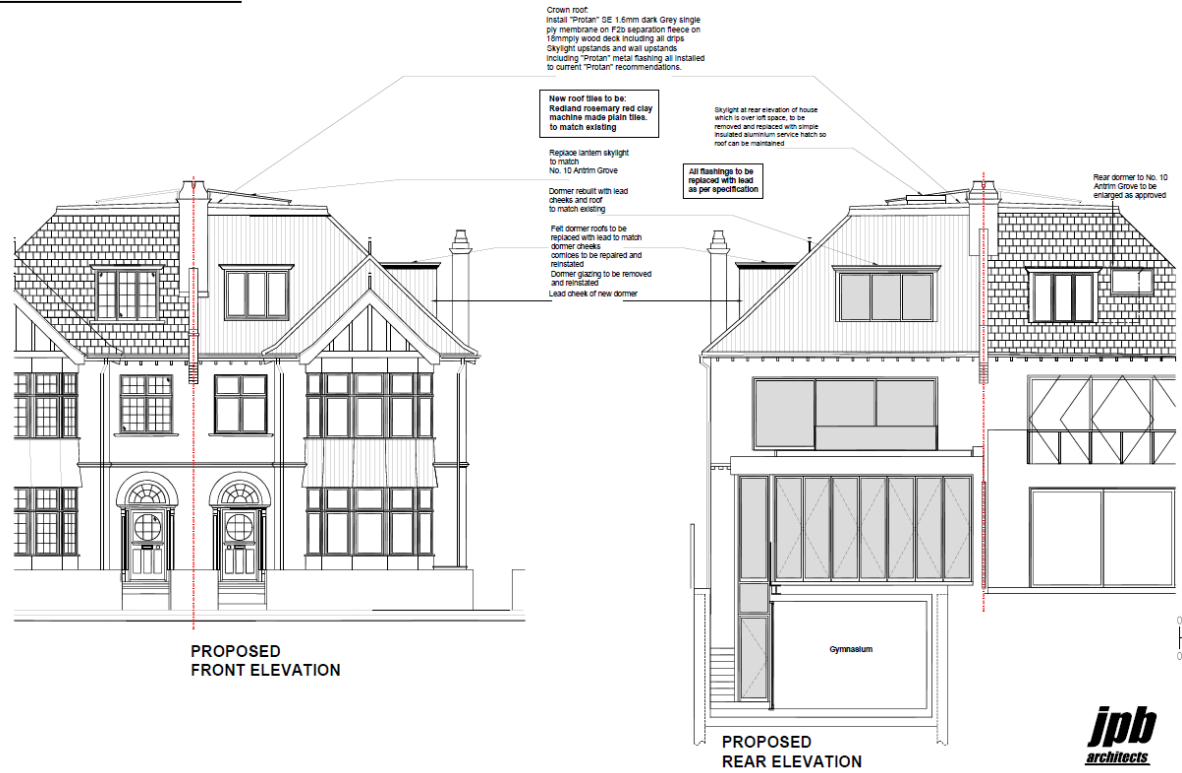 Crown roof:
Install "Protan" SE 1.6mm dark Grey single
ply membrane on F2b separation fleece on
18mmply wood deck including all drips
Skylight upstands and wall upstands
including "Protan" metal flashing all installed
to current "Protan" recommendations.
New roof tiles to be:
Redland rosemary red clay
machine made plain tiles.
to match existing
Skylight at rear elevation of house
which is over loft space, to be
removed and replaced with simple
insulated aluminium service hatch so
roof can be maintained
Replace lantern skylight
to match
No. 10 Antrim Grove
All flashings to be
replaced with lead
as per specification
Rear dormer to No. 10
Antrim Grove to be
enlarged as approved
Dormer rebuilt with lead
cheeks and roof
to match existing
Felt dormer roofs to be
replaced with lead to match
dormer cheeks
cornices to be repaired and
reinstated
Dormer glazing to be removed
and reinstated
Lead cheek of new dormer
Gymnasium
PROPOSED
FRONT ELEVATION
PROPOSED
REAR ELEVATION
jpb
architects